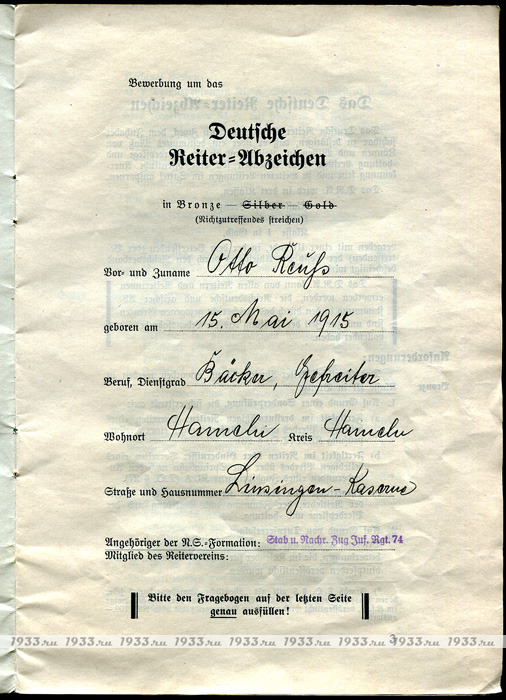 Bewerbung um das
Deutsche
Reiter=Abzeichen
in Bronze — Silber — Gold
(Nichtzutreffendes streichen)
Vor- und Zuname Otto Reuß
geboren am 15. Mai 1915
Beruf, Dienstgrad Bäcker, Gefreiter
Wohnort Hameln Kreis Hameln
Straße und Hausnummer Linsingen-Kaserne
Angehöriger der N.S.=Formation: Stab u. Nachr. Zug Inf. Rgt. 74
Mitglied des Reitervereins:
Bitte den Fragebogen auf der letzten Seite
genau ausfüllen!
3
1933.ru 1933.ru 1933.ru 1933.ru 1933.ru 1933.ru 1933.ru 1933.ru 1933.ru